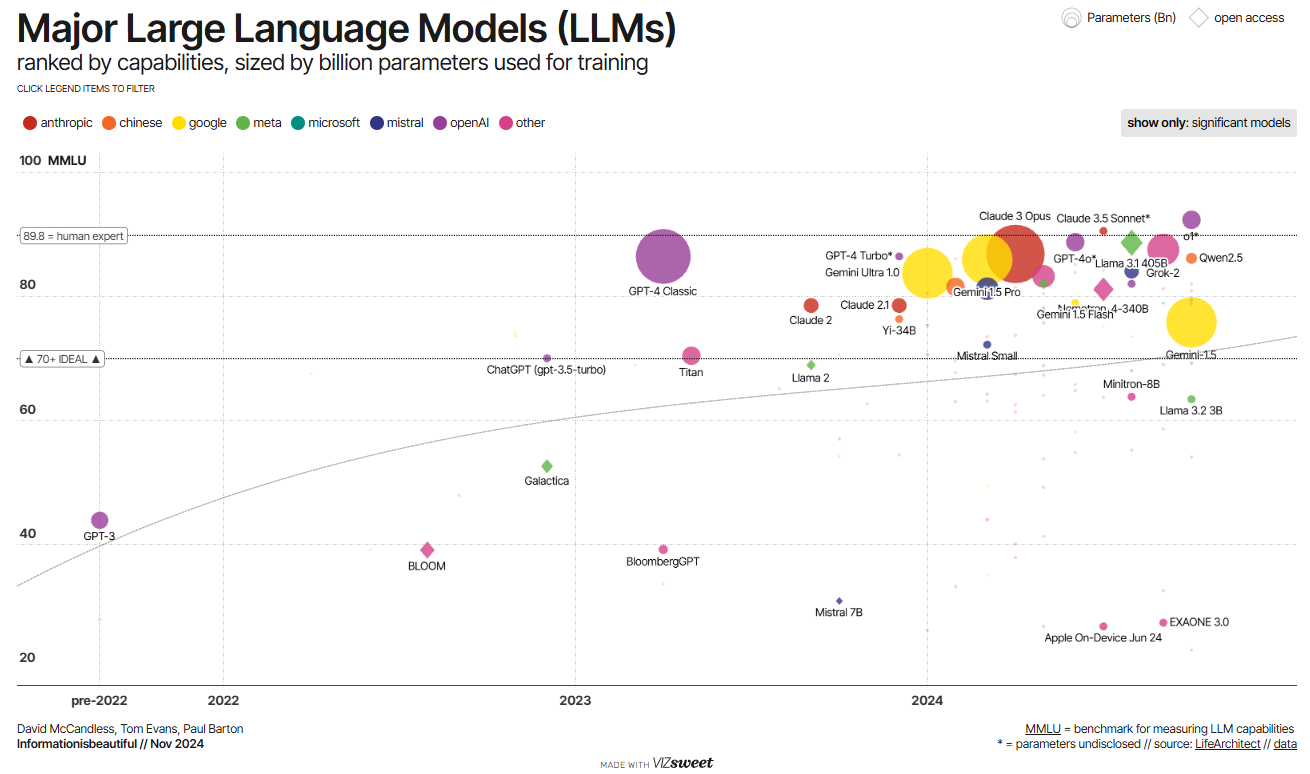 Major Large Language Models (LLMs)
Parameters (Bn)
open access
ranked by capabilities, sized by billion parameters used for training
CLICK LEGEND ITEMS TO FILTER
anthropic
chinese
google
meta
microsoft
mistral
openAI
other
show only: significant models
100 MMLU
Claude 3 Opus
Claude 3.5 Sonnet*
89.8 = human expert
o1*
GPT-4 Turbo*
GPT-4o*
Llama 3.1 405B
Qwen2.5
Gemini Ultra 1.0
Grok-2
80
GPT-4 Classic
Gemini 1.5 Pro
Claude 2
Claude 2.1
Nemotron-4-340B
Gemini 1.5 Flash
Yi-34B
▲ 70+ IDEAL ▲
Mistral Small
Gemini-1.5
ChatGPT (gpt-3.5-turbo)
Titan
Llama 2
Minitron-8B
60
Llama 3.2 3B
Galactica
40
GPT-3
BLOOM
BloombergGPT
Mistral 7B
EXAONE 3.0
Apple On-Device Jun 24
20
pre-2022
2022
2023
2024
David McCandless, Tom Evans, Paul Barton
MMLU = benchmark for measuring LLM capabilities
Informationisbeautiful // Nov 2024
* = parameters undisclosed // source: LifeArchitect // data
MADE WITH VIZsweet